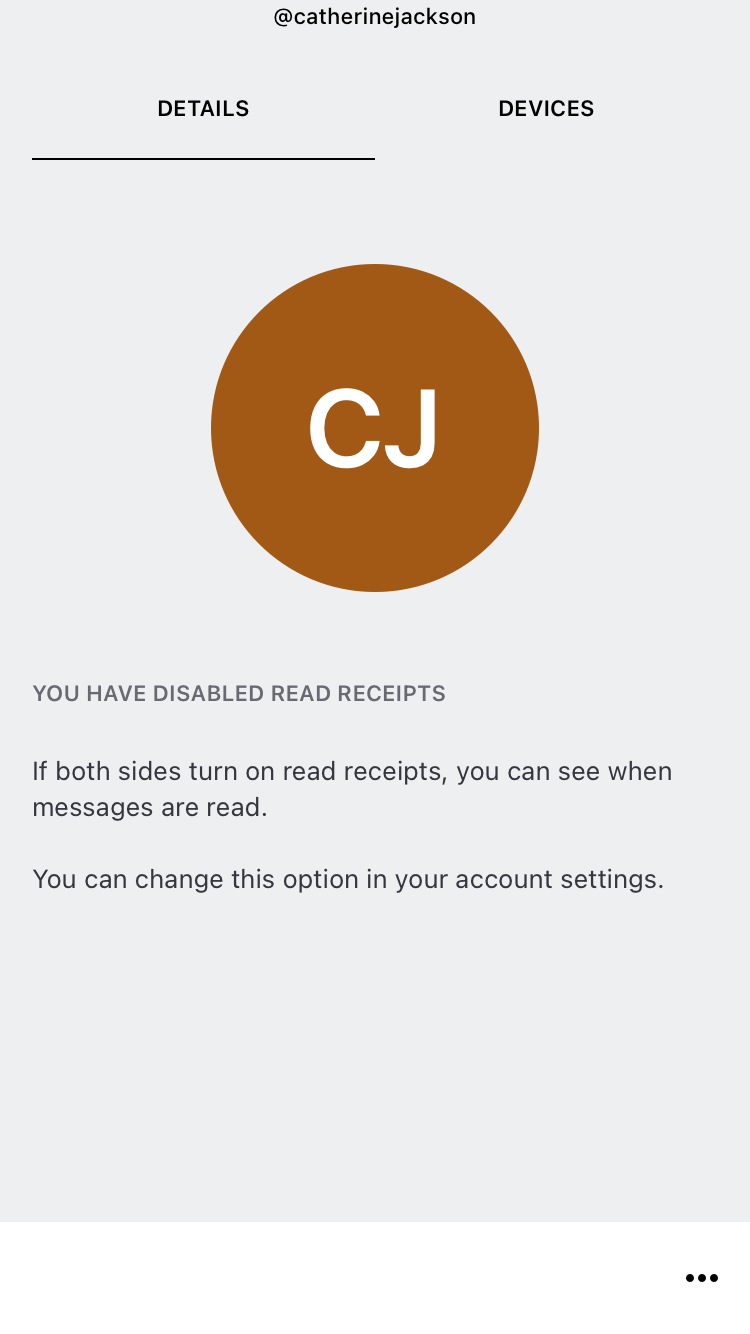 @catherinejackson
DETAILS
DEVICES
CJ
YOU HAVE DISABLED READ RECEIPTS
If both sides turn on read receipts, you can see when
messages are read.
You can change this option in your account settings.